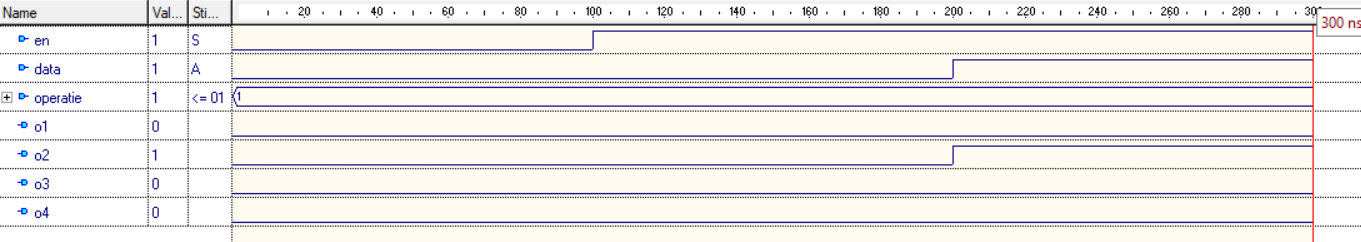 Name Val... Sti... 20 40 60 80 100 120 140 160 180 200 220 240 260 280 300
300 ns
en 1 S
data 1 A
operatie 1 <= 01 1
o1 0
o2 1
o3 0
o4 0